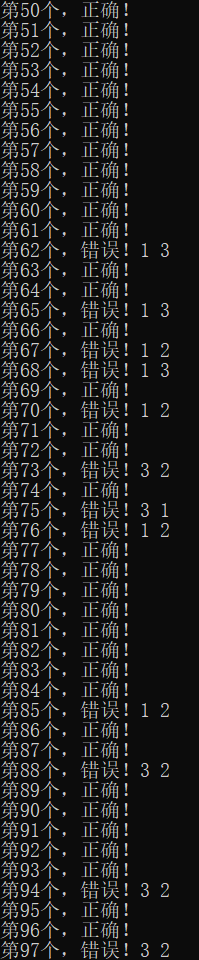 第50个，正确！
第51个，正确！
第52个，正确！
第53个，正确！
第54个，正确！
第55个，正确！
第56个，正确！
第57个，正确！
第58个，正确！
第59个，正确！
第60个，正确！
第61个，正确！
第62个，错误！1 3
第63个，正确！
第64个，正确！
第65个，错误！1 3
第66个，正确！
第67个，错误！1 2
第68个，错误！1 3
第69个，正确！
第70个，错误！1 2
第71个，正确！
第72个，正确！
第73个，错误！3 2
第74个，正确！
第75个，错误！3 1
第76个，错误！1 2
第77个，正确！
第78个，正确！
第79个，正确！
第80个，正确！
第81个，正确！
第82个，正确！
第83个，正确！
第84个，正确！
第85个，错误！1 2
第86个，正确！
第87个，正确！
第88个，错误！3 2
第89个，正确！
第90个，正确！
第91个，正确！
第92个，正确！
第93个，正确！
第94个，错误！3 2
第95个，正确！
第96个，正确！
第97个，错误！3 2